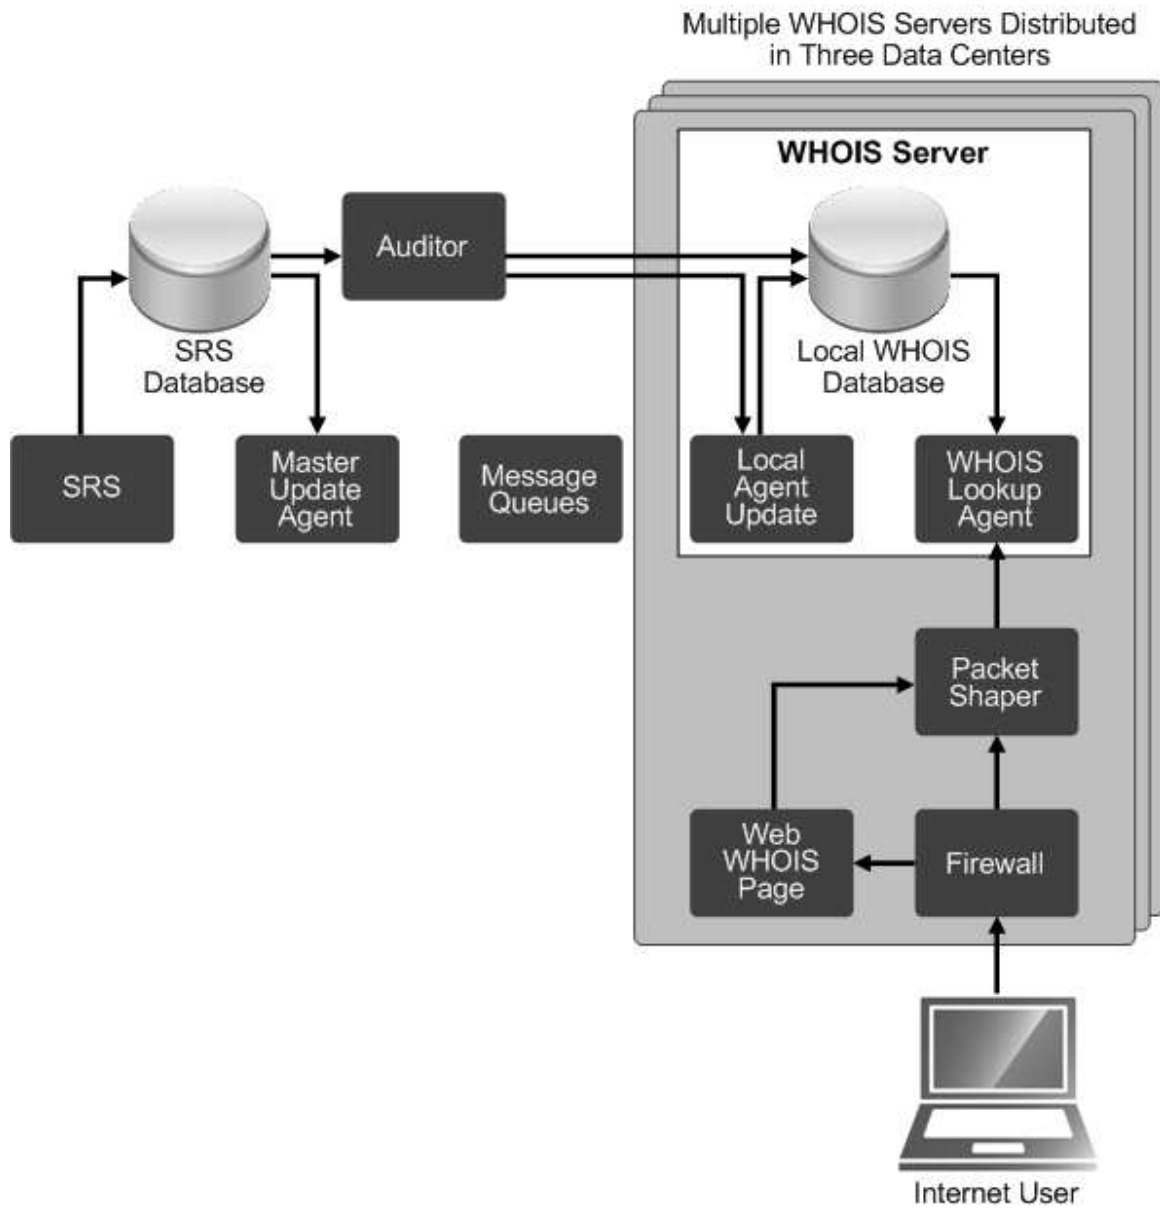 Multiple WHOIS Servers Distributed
in Three Data Centers
WHOIS Server
Auditor
SRS
Database
Local WHOIS
Database
SRS
Master
Update
Agent
Message
Queues
Local
Agent
Update
WHOIS
Lookup
Agent
Packet
Shaper
Web
WHOIS
Page
Firewall
Internet User